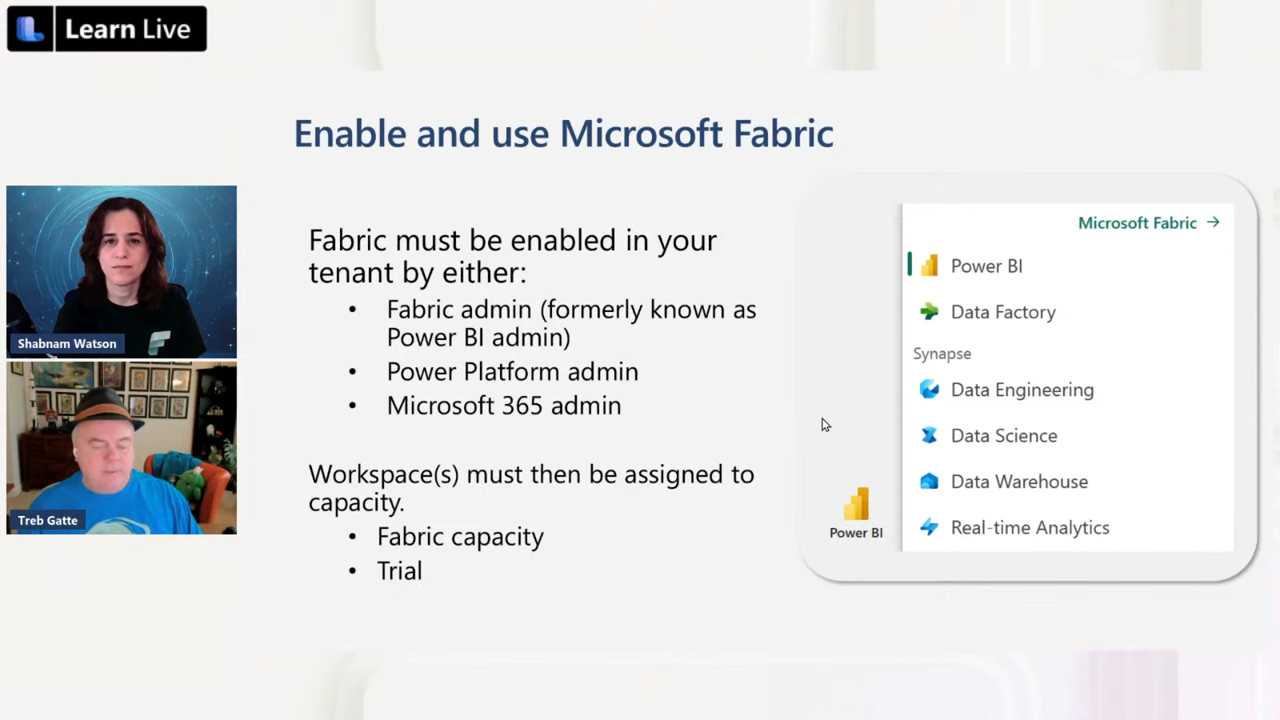 Learn Live
Enable and use Microsoft Fabric
Shabnam Watson
Treb Gatte
Fabric must be enabled in your
tenant by either:
• Fabric admin (formerly known as
Power BI admin)
• Power Platform admin
• Microsoft 365 admin
Workspace(s) must then be assigned to
capacity.
• Fabric capacity
• Trial
Microsoft Fabric →
Power BI
Data Factory
Synapse
Data Engineering
Data Science
Data Warehouse
Real-time Analytics
Power BI